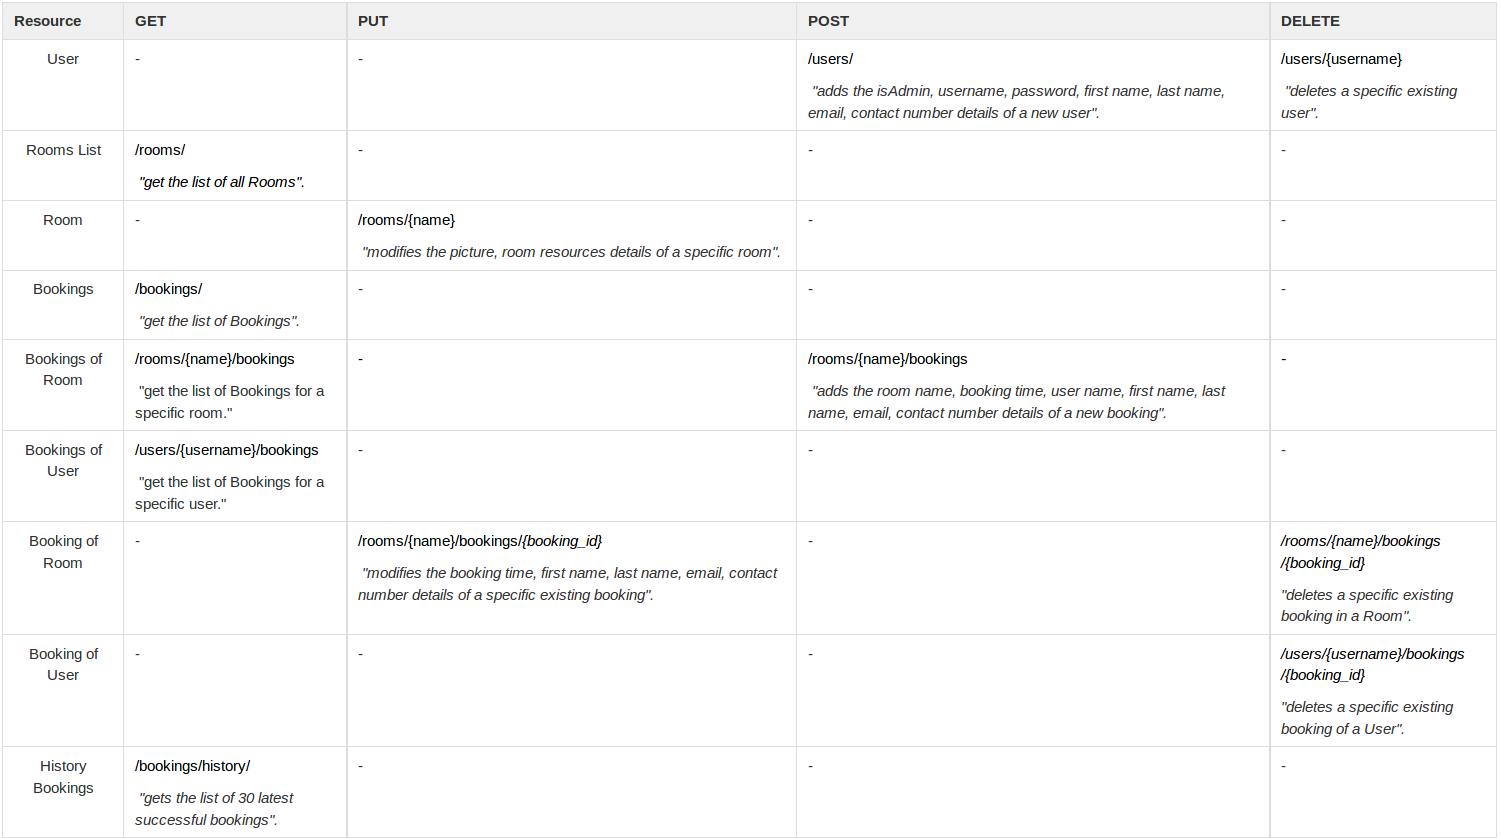 Resource GET PUT POST DELETE
User - - /users/ /users/{username}
"adds the isAdmin, username, password, first name, last name, "deletes a specific existing
email, contact number details of a new user". user".
Rooms List /rooms/ - - -
"get the list of all Rooms".
Room - /rooms/{name} - -
"modifies the picture, room resources details of a specific room".
Bookings /bookings/ - - -
"get the list of Bookings".
Bookings of /rooms/{name}/bookings - /rooms/{name}/bookings -
Room "get the list of Bookings for a "adds the room name, booking time, user name, first name, last
specific room." name, email, contact number details of a new booking".
Bookings of /users/{username}/bookings - - -
User "get the list of Bookings for a
specific user."
Booking of - /rooms/{name}/bookings/{booking_id} - /rooms/{name}/bookings
Room /{booking_id}
"modifies the booking time, first name, last name, email, contact
number details of a specific existing booking". "deletes a specific existing
booking in a Room".
Booking of - - - /users/{username}/bookings
User /{booking_id}
"deletes a specific existing
booking of a User".
History /bookings/history/ - - -
Bookings "gets the list of 30 latest
successful bookings".